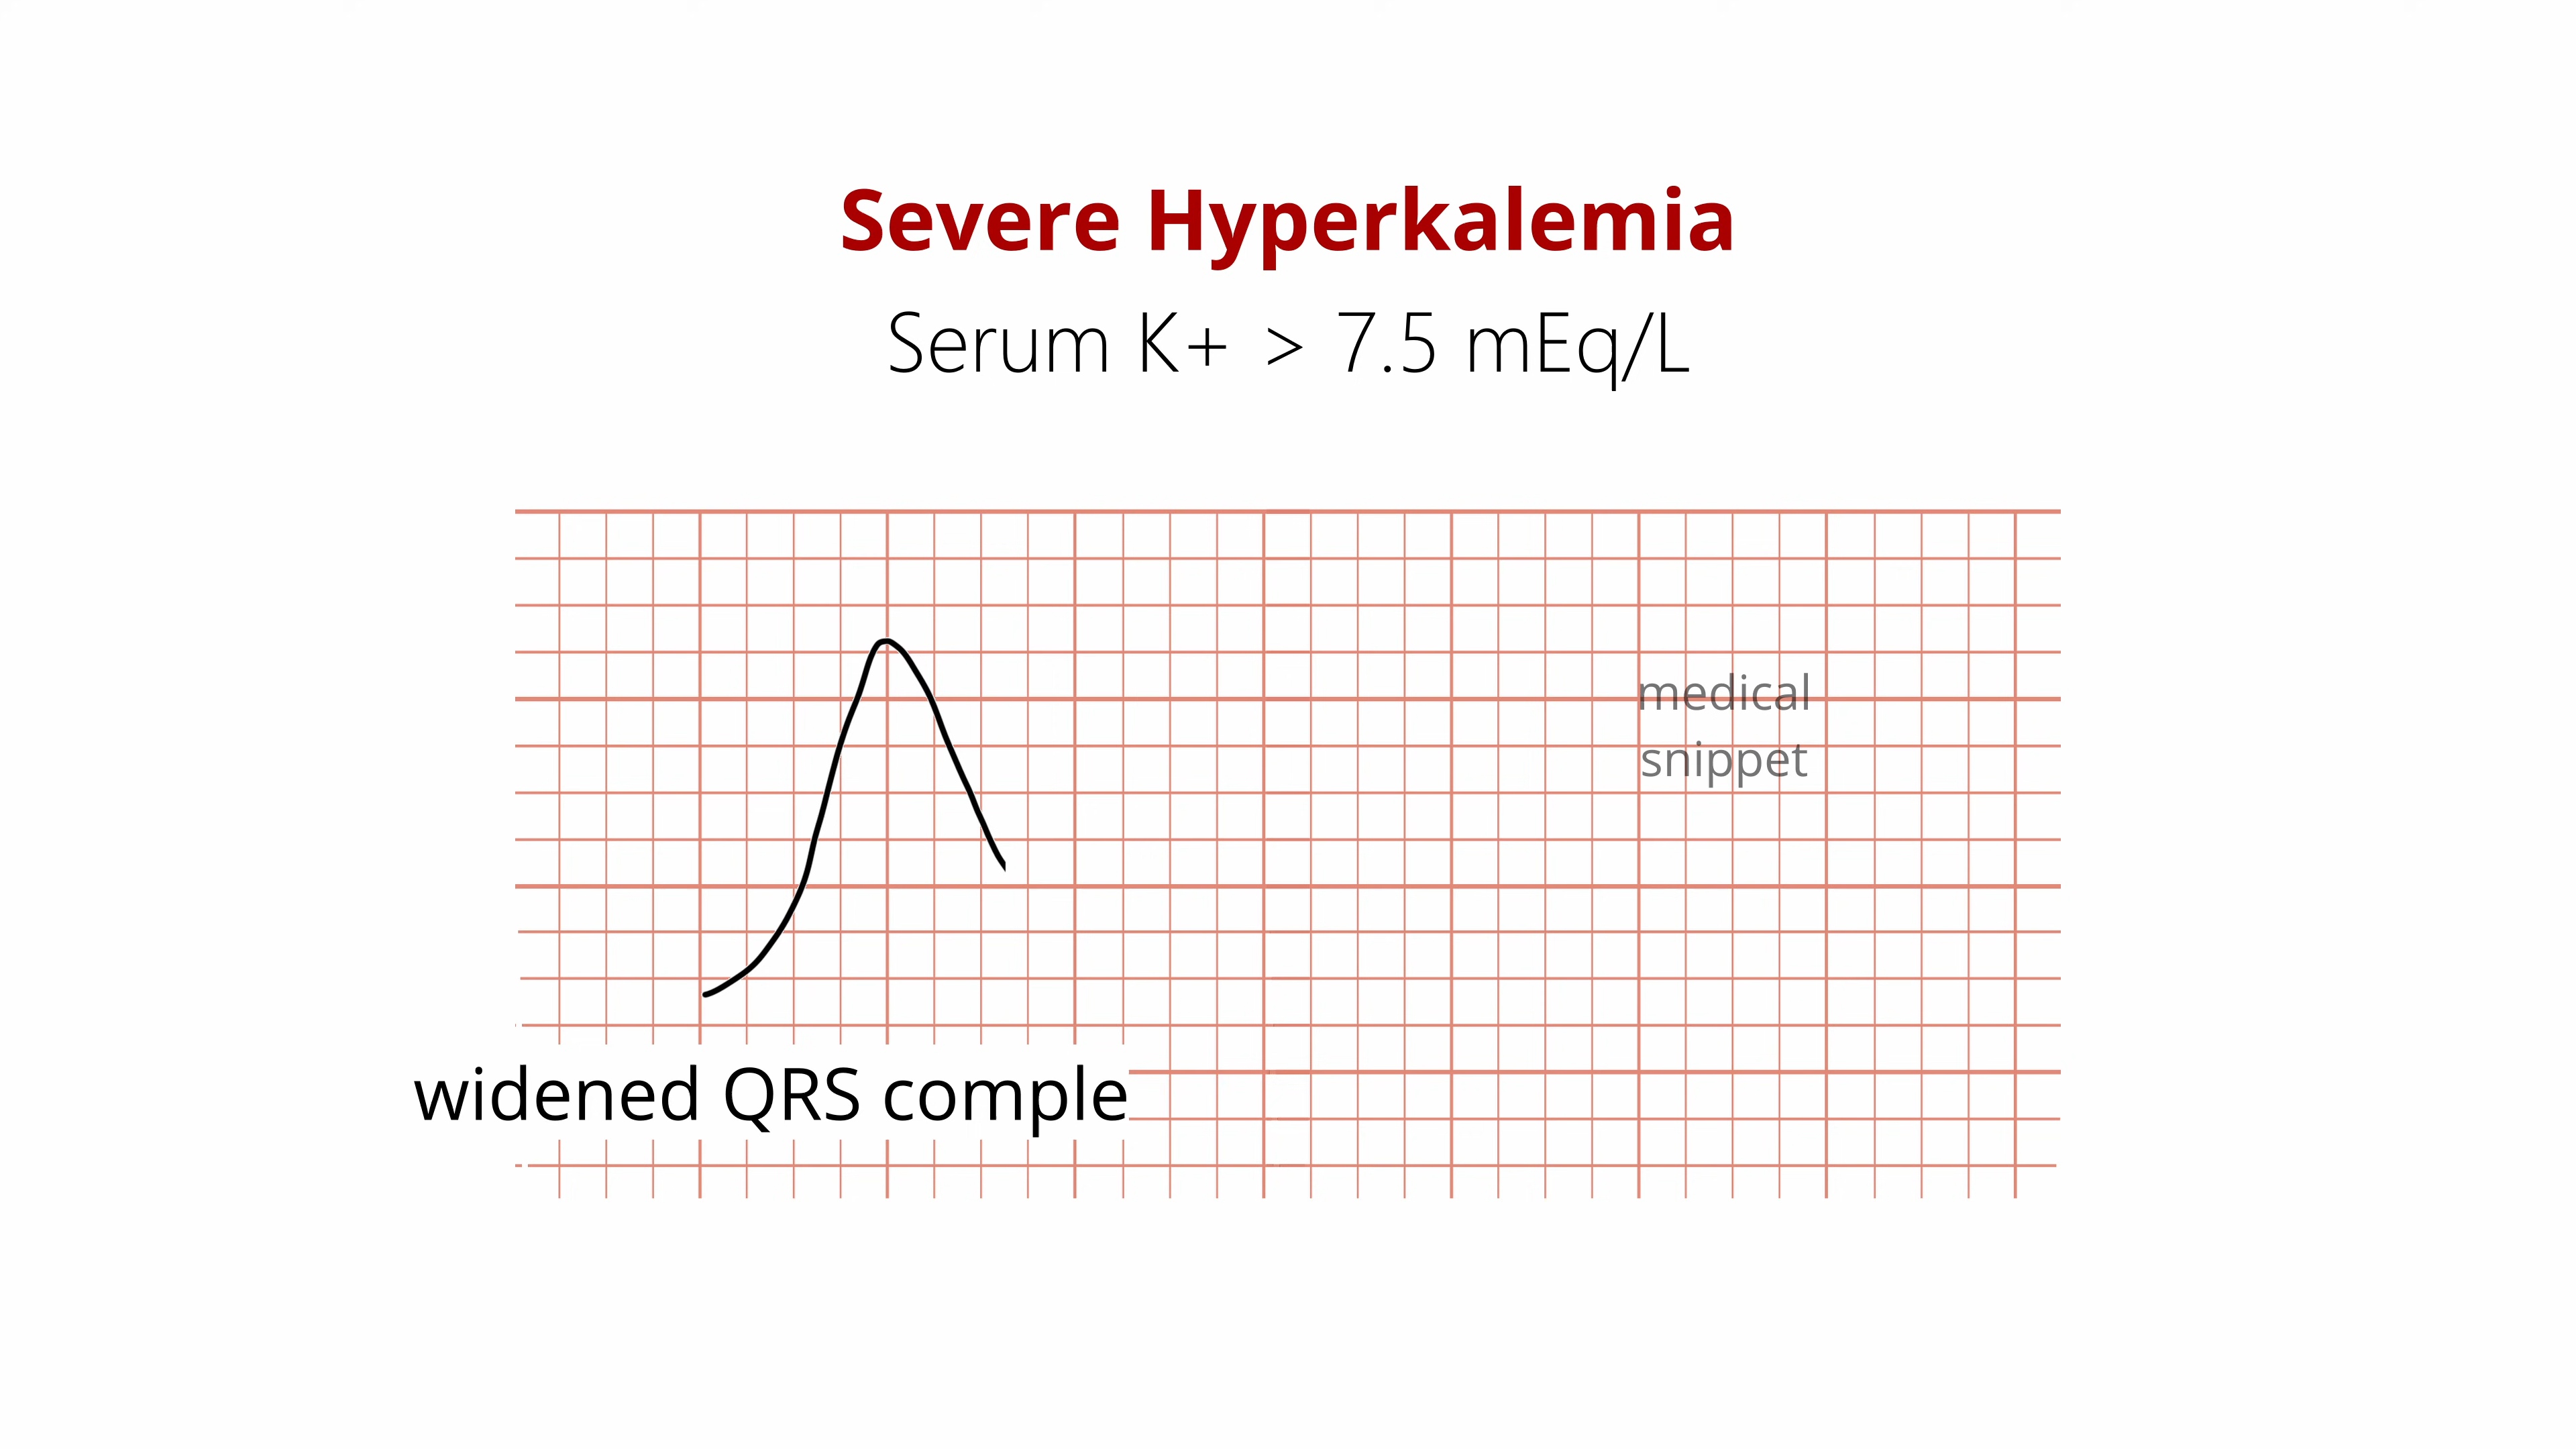 Severe Hyperkalemia
Serum K+ > 7.5 mEq/L
medical
snippet
widened QRS comple